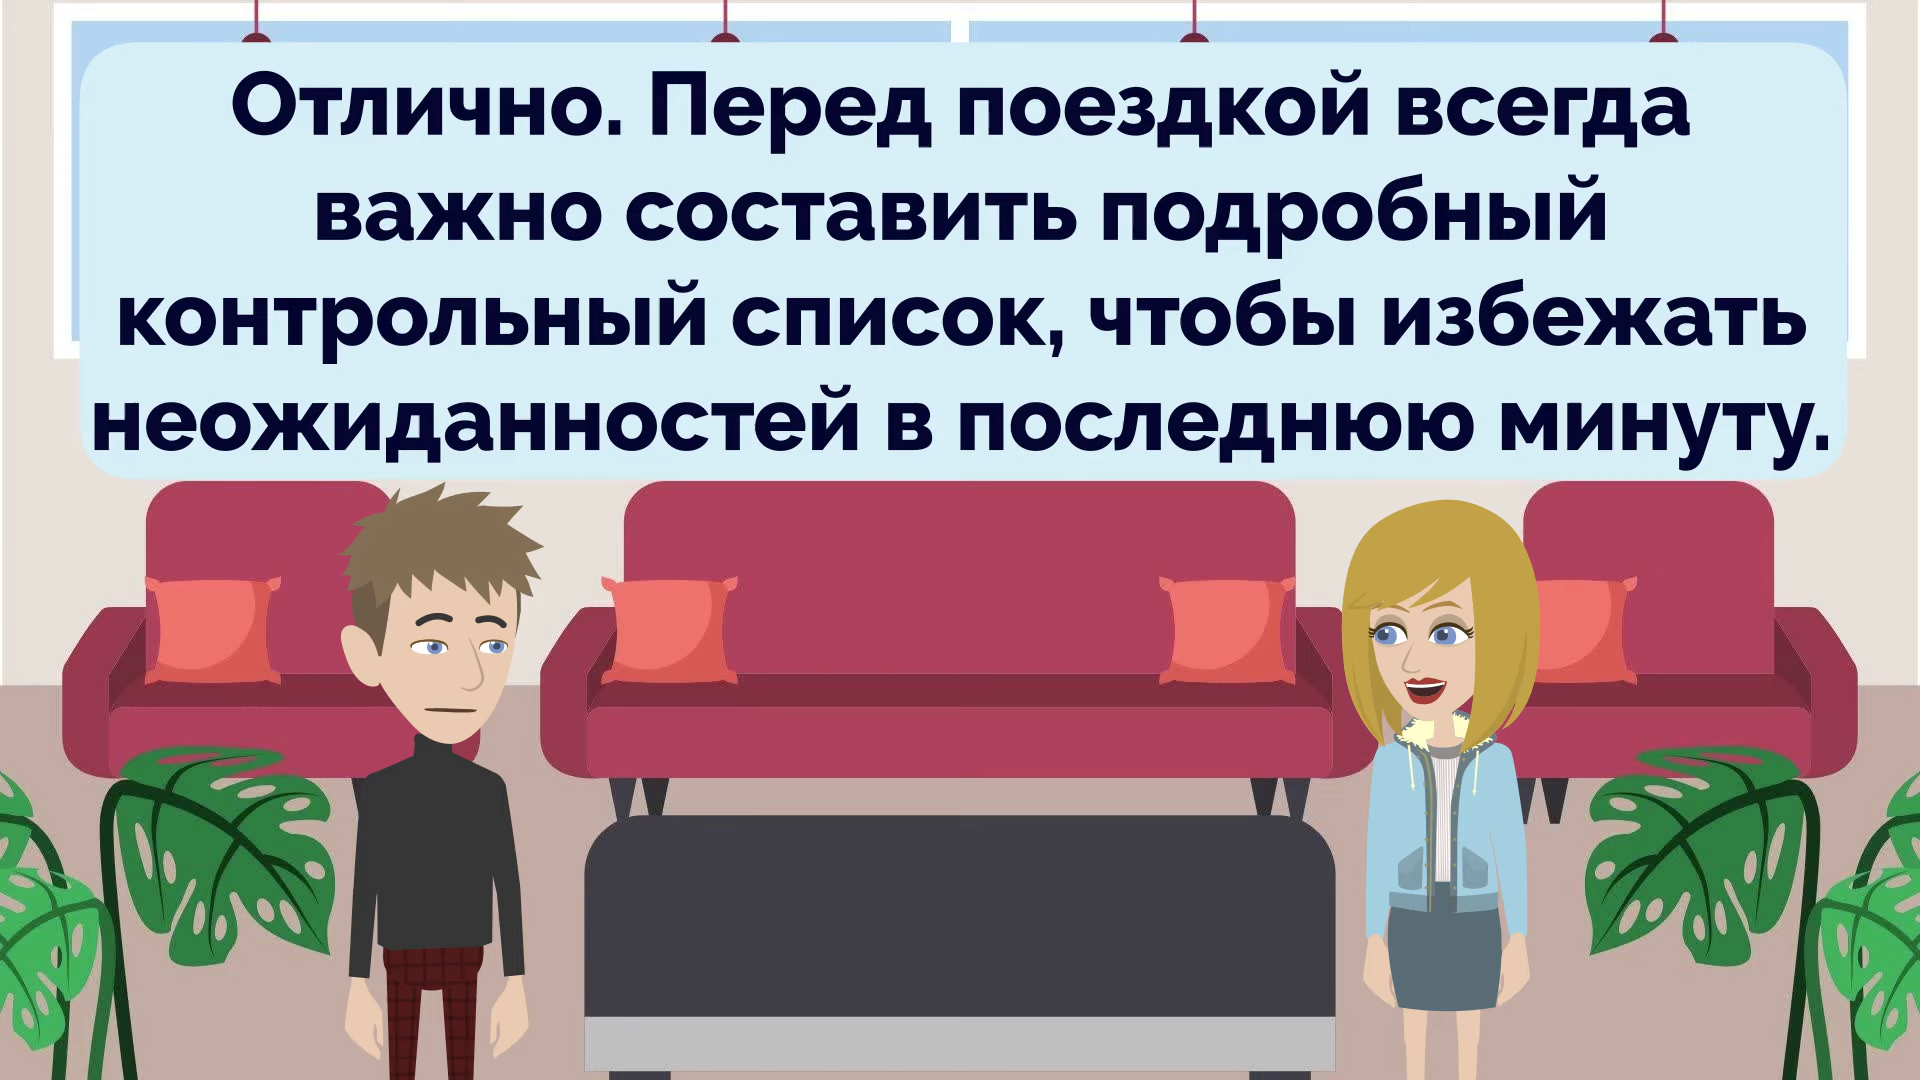 Отлично. Перед поездкой всегда
важно составить подробный
контрольный список, чтобы избежать
неожиданностей в последнюю минуту.